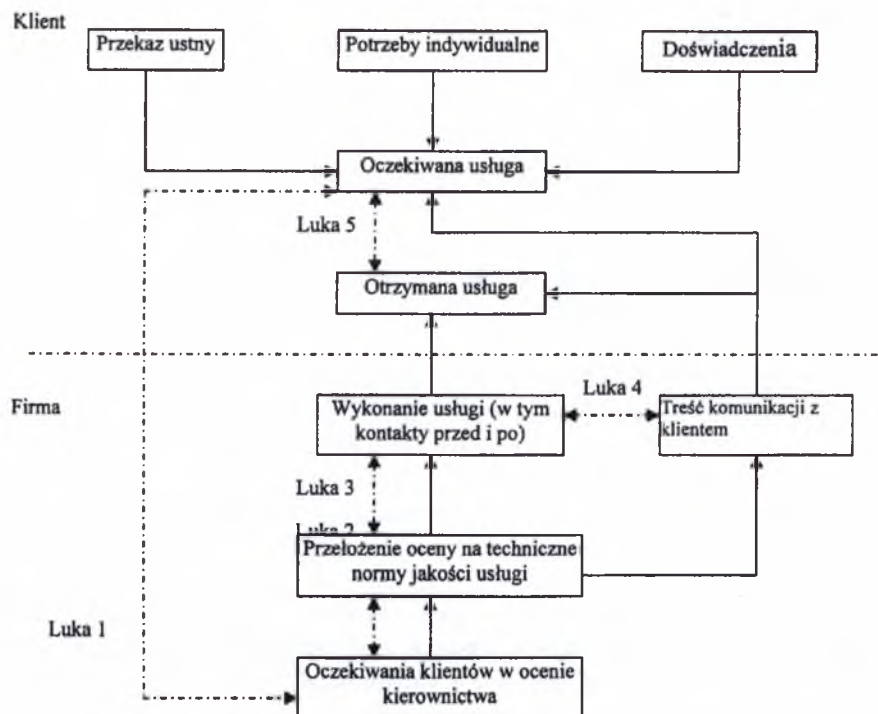 Klient
Przekaz ustny
Potrzeby indywidualne
Doświadczenia
Oczekiwana usługa
Luka 5
Otrzymana usługa
Firma
Wykonanie usługi (w tym
kontakty przed i po)
Luka 4
Treść komunikacji z
klientem
Luka 3
Luka 2
Przełożenie oceny na techniczne
normy jakości usługi
Luka 1
Oczekiwania klientów w ocenie
kierownictwa